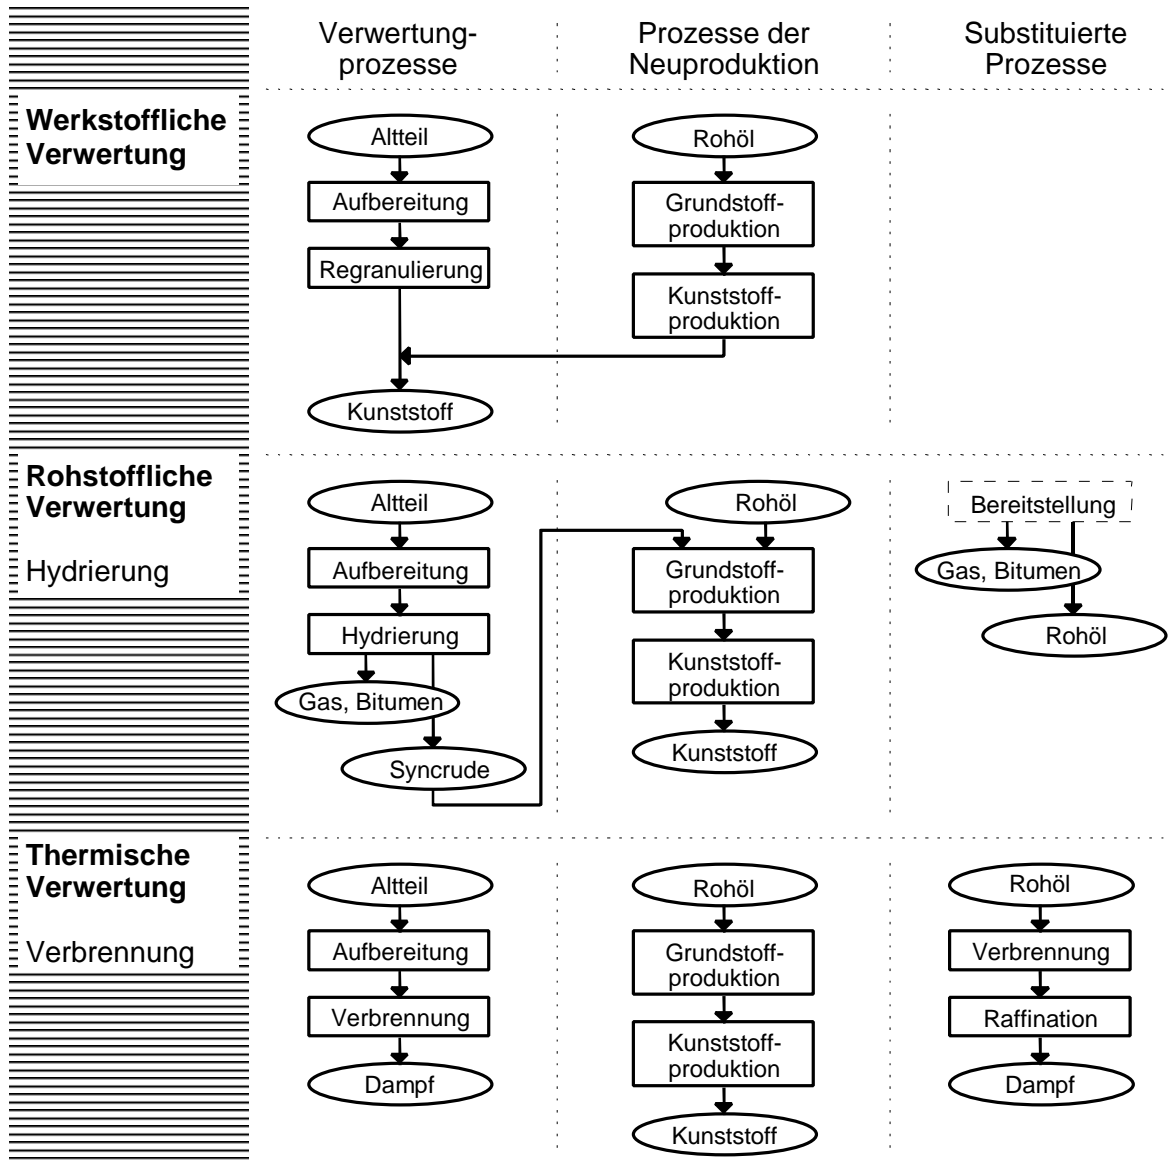 Verwertung-
prozesse
Prozesse der
Neuproduktion
Substituierte
Prozesse
Werkstoffliche
Verwertung
Altteil
Aufbereitung
Regranulierung
Kunststoff
Rohöl
Grundstoff-
produktion
Kunststoff-
produktion
Rohstoffliche
Verwertung
Hydrierung
Altteil
Aufbereitung
Hydrierung
Gas, Bitumen
Syncrude
Rohöl
Grundstoff-
produktion
Kunststoff-
produktion
Kunststoff
Bereitstellung
Gas, Bitumen
Rohöl
Thermische
Verwertung
Verbrennung
Altteil
Aufbereitung
Verbrennung
Dampf
Rohöl
Grundstoff-
produktion
Kunststoff-
produktion
Kunststoff
Rohöl
Verbrennung
Raffination
Dampf